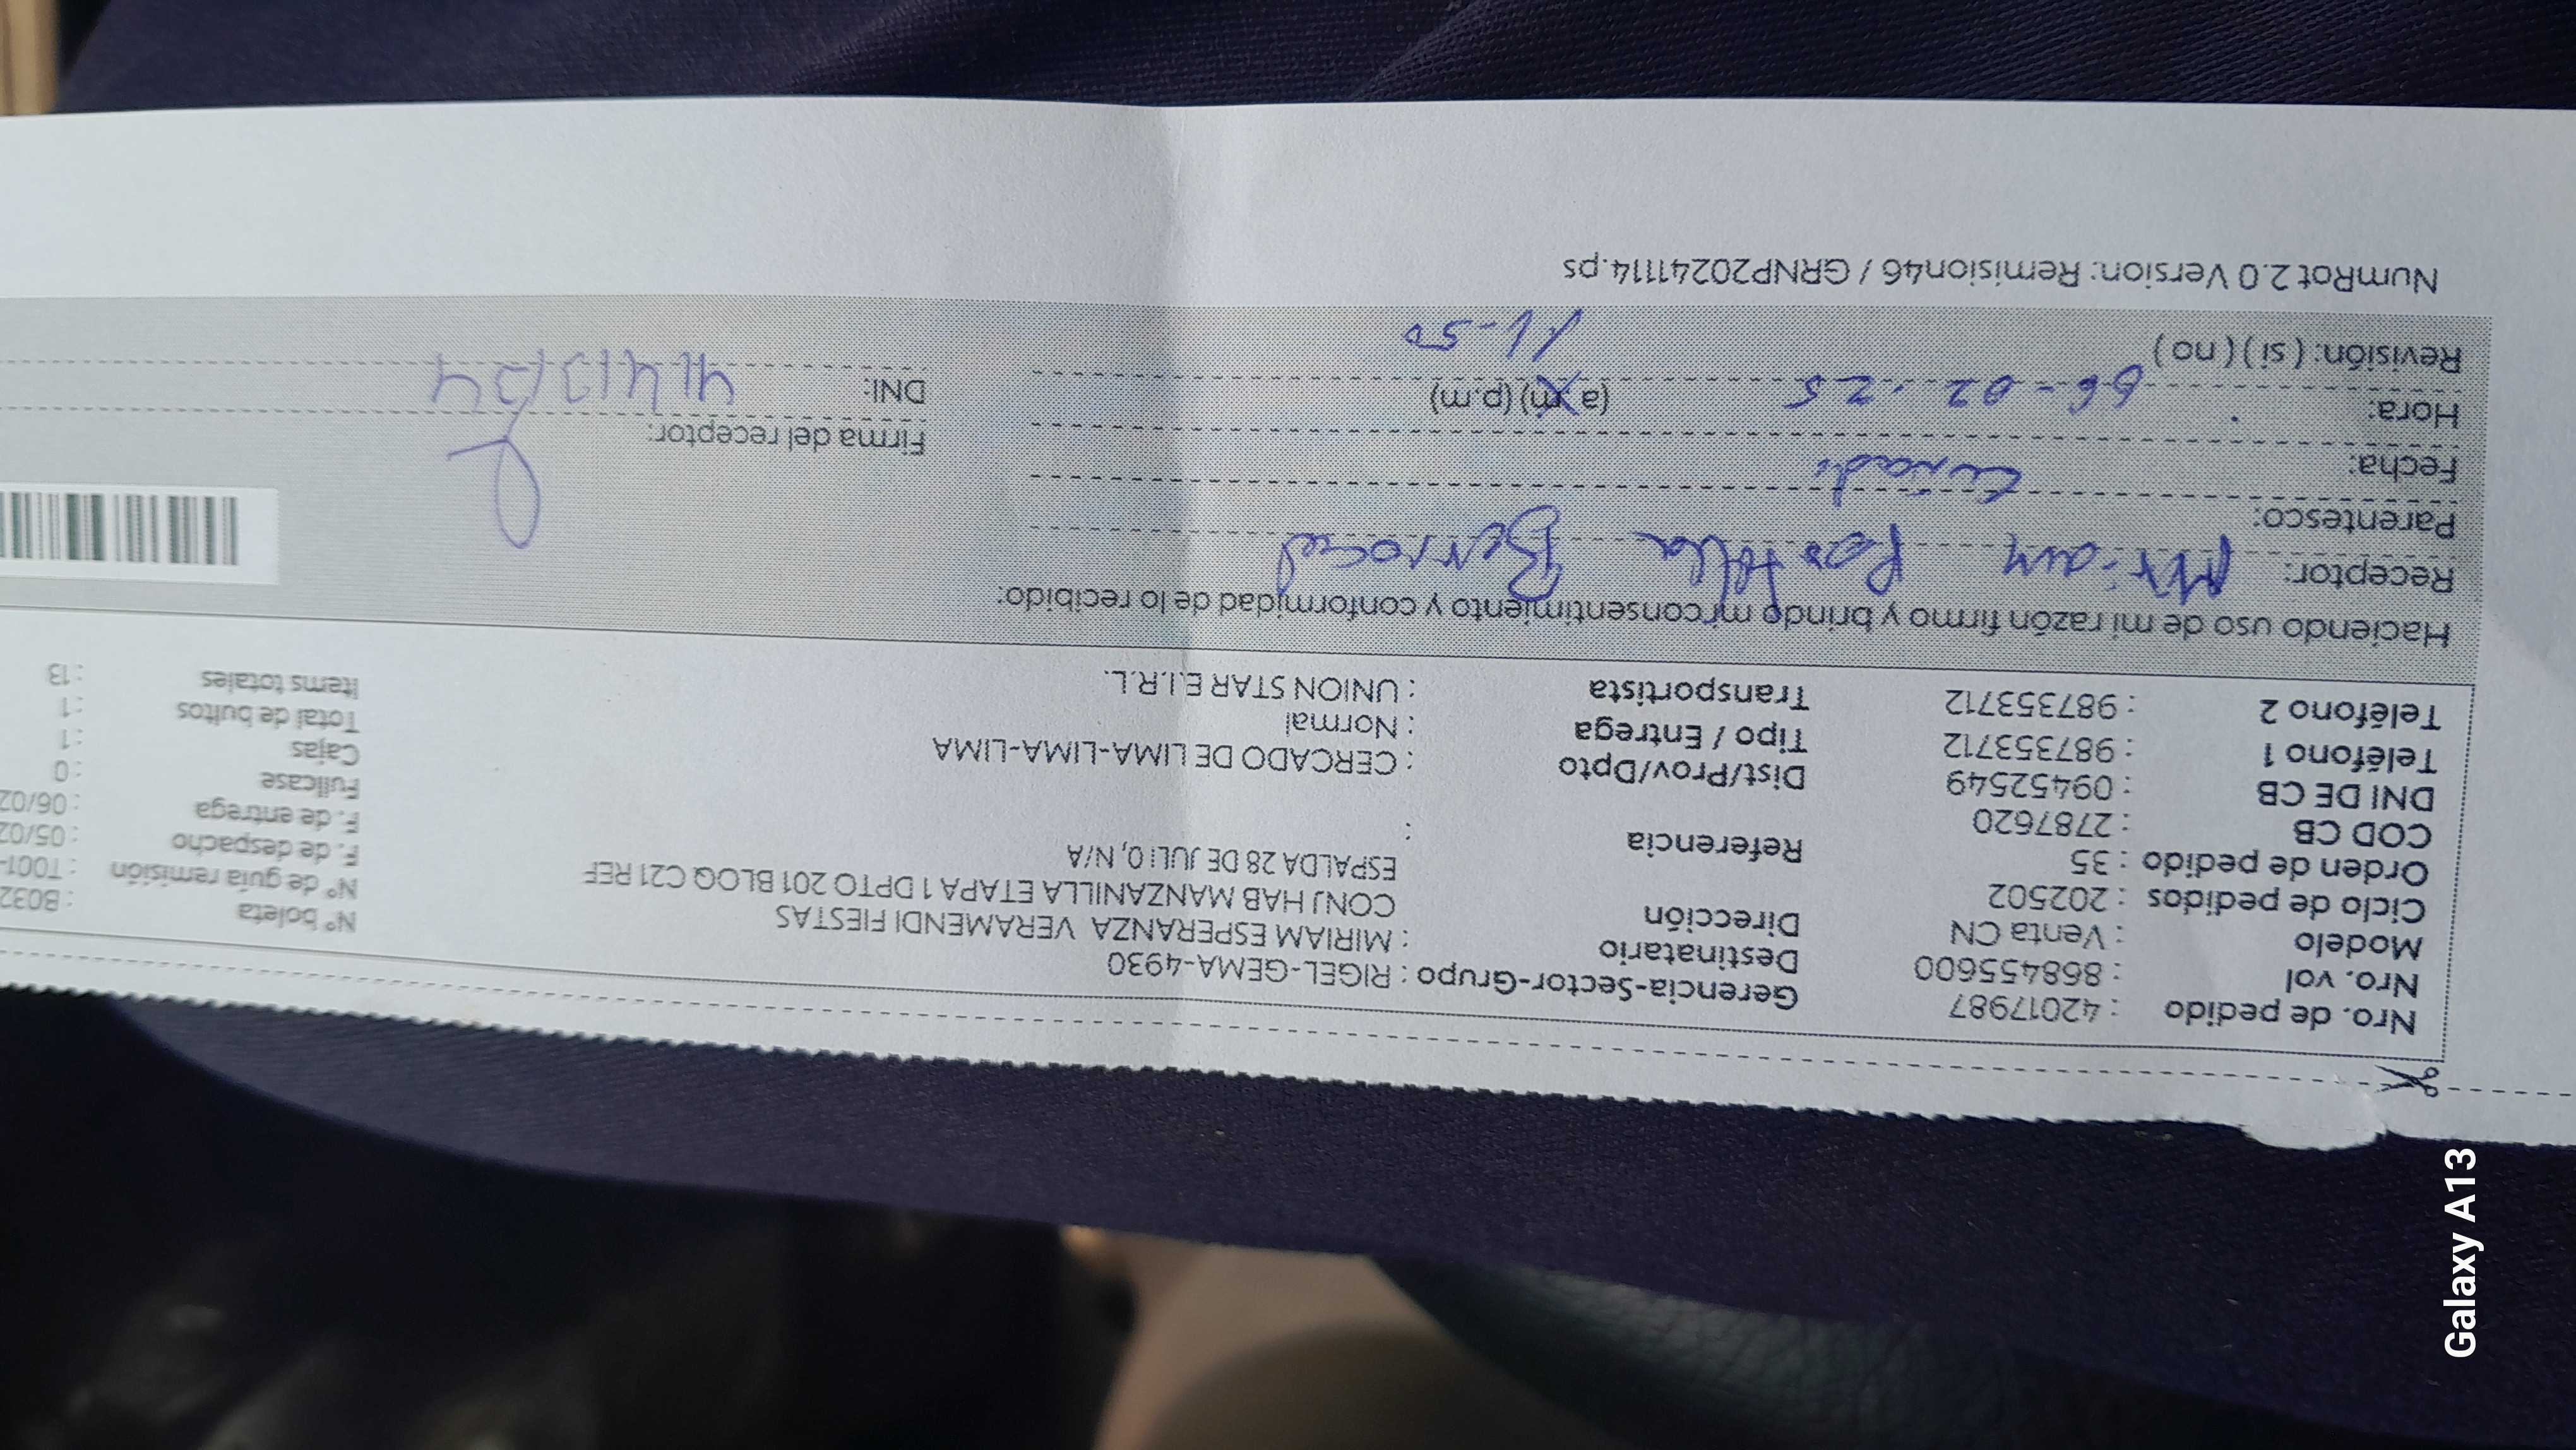 Nro. de pedido : 42017987 Gerencia-Sector-Grupo : RIGEL-GEMA-4930
Nro. vol : 868455600 Destinatario : MIRIAM ESPERANZA VERAMENDI FIESTAS Nº boleta : B032
Modelo : Venta CN Dirección CONJ HAB MANZANILLA ETAPA 1 DPTO 201 BLOQ C21 REF Nº de guía remisión : T001-
Ciclo de pedidos : 202502 ESPALDA 28 DE JULIO, N/A F. de despacho : 05/02
Orden de pedido : 35 Referencia : F. de entrega : 06/02
COD CB : 2787620 Fullcase : 0
DNI DE CB : 09452549 Dist/Prov/Dpto : CERCADO DE LIMA-LIMA-LIMA Cajas : 1
Teléfono 1 : 987353712 Tipo / Entrega : Normal Total de bultos : 1
Teléfono 2 : 987353712 Transportista : UNION STAR E.I.R.L. Items totales : 13
Haciendo uso de mi razón firmo y brindo mi consentimiento y conformidad de lo recibido:
Receptor: Miriam Portilla Berrocal
Parentesco:
Fecha: Firma del receptor:
Hora: 06-02-25 (a.m) (p.m) DNI:
Revisión: ( si ) ( no ) 11-50
NumRot 2.0 Version: Remision46 / GRNP20241114.ps
Galaxy A13